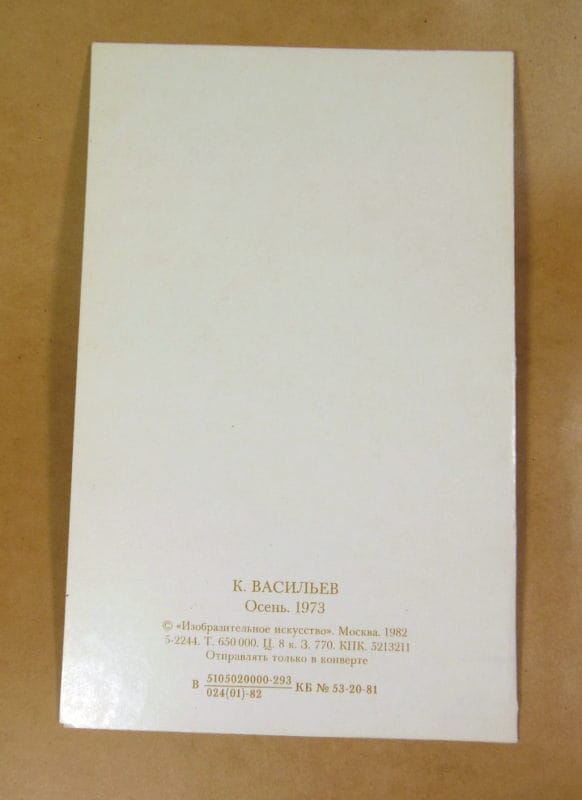 К. ВАСИЛЬЕВ
Осень. 1973
© «Изобразительное искусство». Москва. 1982
5-2244. Т. 650 000. Ц. 8 к. З. 770. КПК. 5213211
Отправлять только в конверте
В 5105020000-293 КБ № 53-20-81
024(01)-82